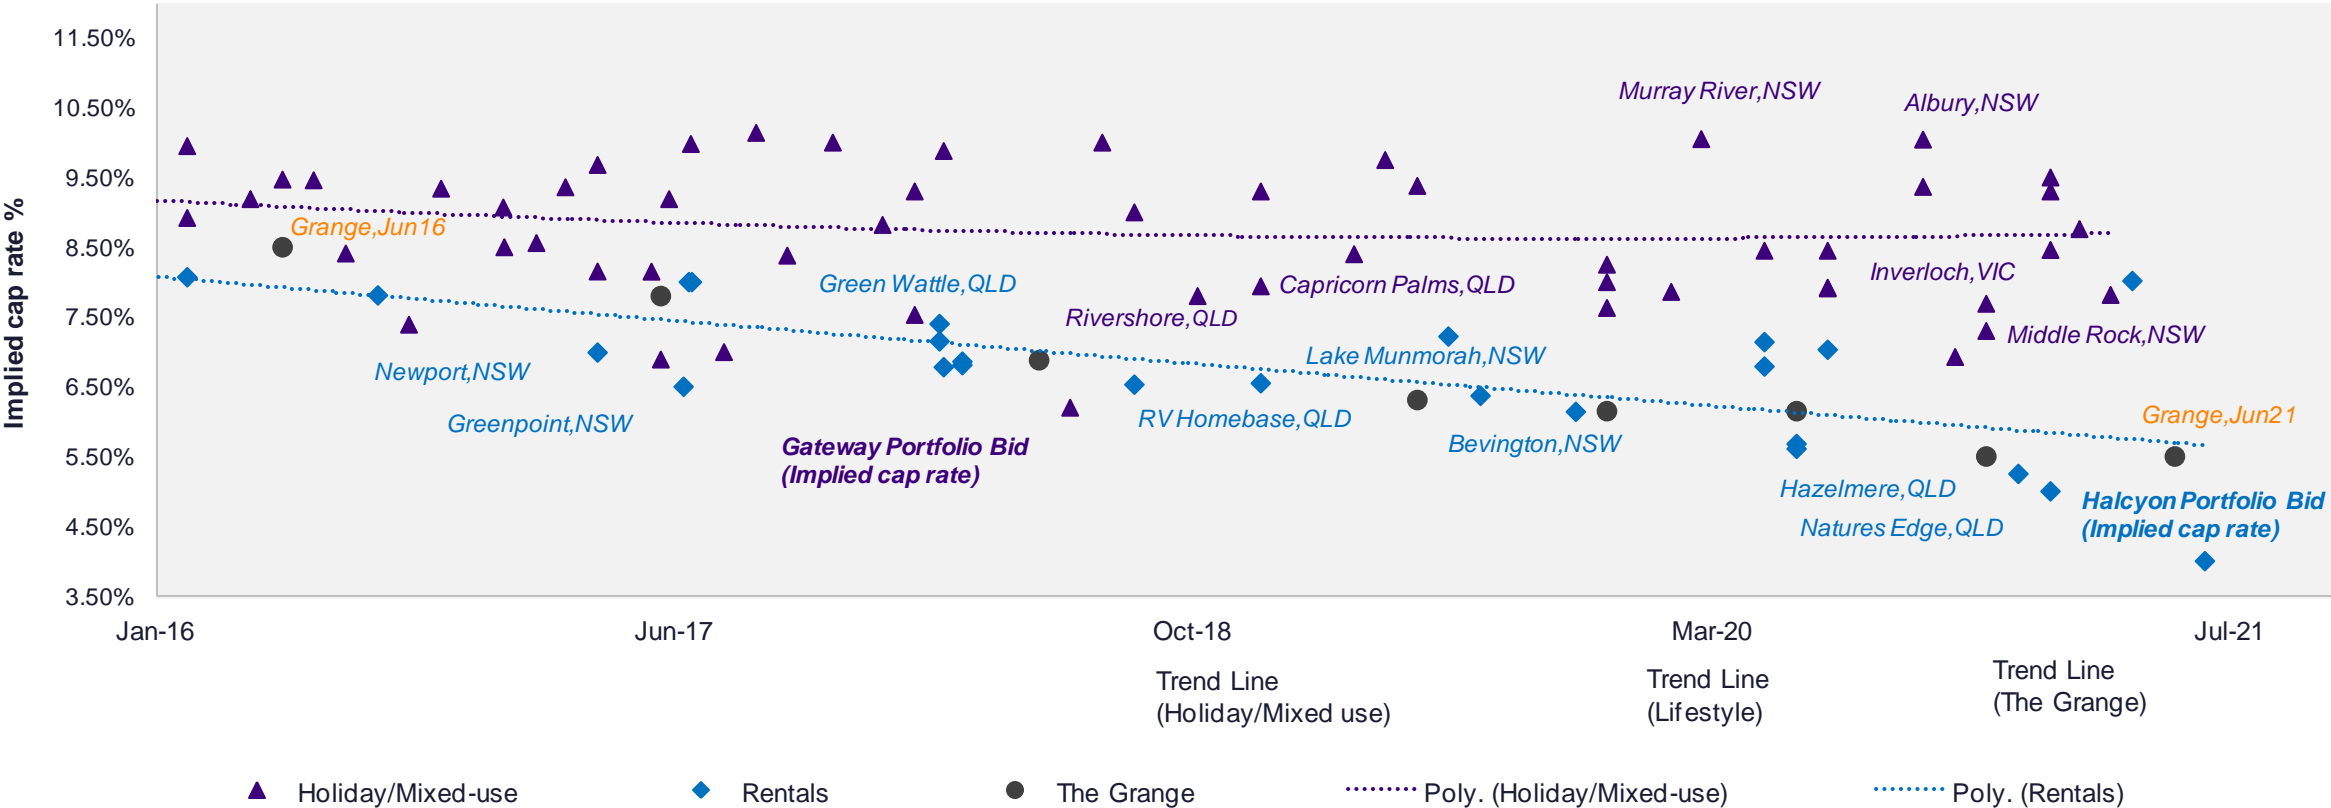 Implied cap rate %
11.50%
10.50%
9.50%
8.50%
7.50%
6.50%
5.50%
4.50%
3.50%
Murray River,NSW
Albury,NSW
Grange,Jun16
Green Wattle,QLD
Capricorn Palms,QLD
Inverloch,VIC
Rivershore,QLD
Middle Rock,NSW
Newport,NSW
Lake Munmorah,NSW
Greenpoint,NSW
RV Homebase,QLD
Grange,Jun21
Gateway Portfolio Bid
(Implied cap rate)
Bevington,NSW
Hazelmere,QLD
Natures Edge,QLD
Halcyon Portfolio Bid
(Implied cap rate)
Jan-16
Jun-17
Oct-18
Mar-20
Jul-21
Trend Line
(Holiday/Mixed use)
Trend Line
(Lifestyle)
Trend Line
(The Grange)
Holiday/Mixed-use
Rentals
The Grange
Poly. (Holiday/Mixed-use)
Poly. (Rentals)